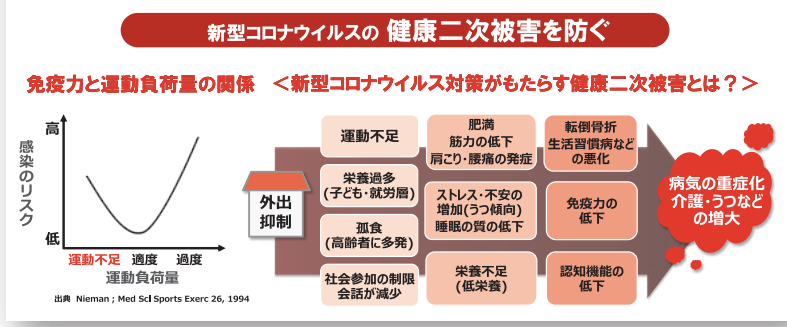 新型コロナウイルスの 健康二次被害を防ぐ
免疫力と運動負荷量の関係
高
感染のリスク
低
運動不足 適度 過度
運動負荷量
出典 Nieman ; Med Scl Sports Exerc 26, 1994
<新型コロナウイルス対策がもたらす健康二次被害とは？>
外出
抑制
運動不足
栄養過多
(子ども・就労層)
孤食
(高齢者に多発)
社会参加の制限
会話が減少
肥満
筋力の低下
肩こり・腰痛の発症
ストレス・不安の
増加(うつ傾向)
睡眠の質の低下
栄養不足
(低栄養)
転倒骨折
生活習慣病など
の悪化
免疫力の
低下
認知機能の
低下
病気の重症化
介護・うつなど
の増大